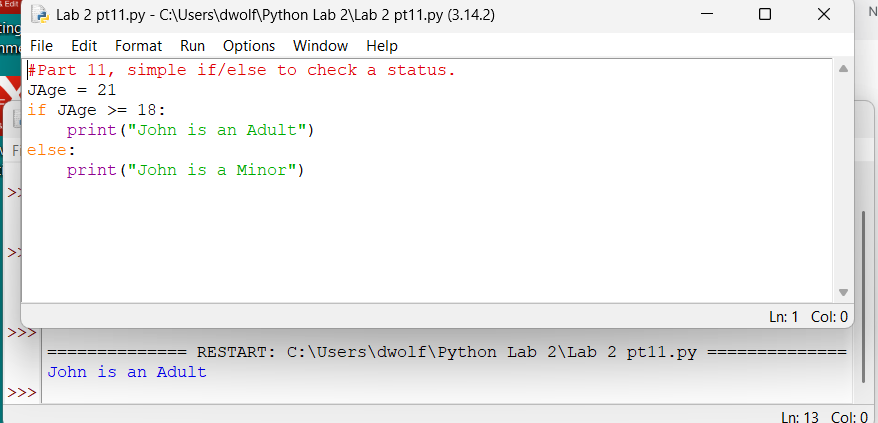 Lab 2 pt11.py - C:\Users\dwolf\Python Lab 2\Lab 2 pt11.py (3.14.2)
File Edit Format Run Options Window Help
#Part 11, simple if/else to check a status.
JAge = 21
if JAge >= 18:
    print("John is an Adult")
else:
    print("John is a Minor")
Ln: 1 Col: 0
>>>
============== RESTART: C:\Users\dwolf\Python Lab 2\Lab 2 pt11.py ==============
John is an Adult
>>>
Ln: 13 Col: 0